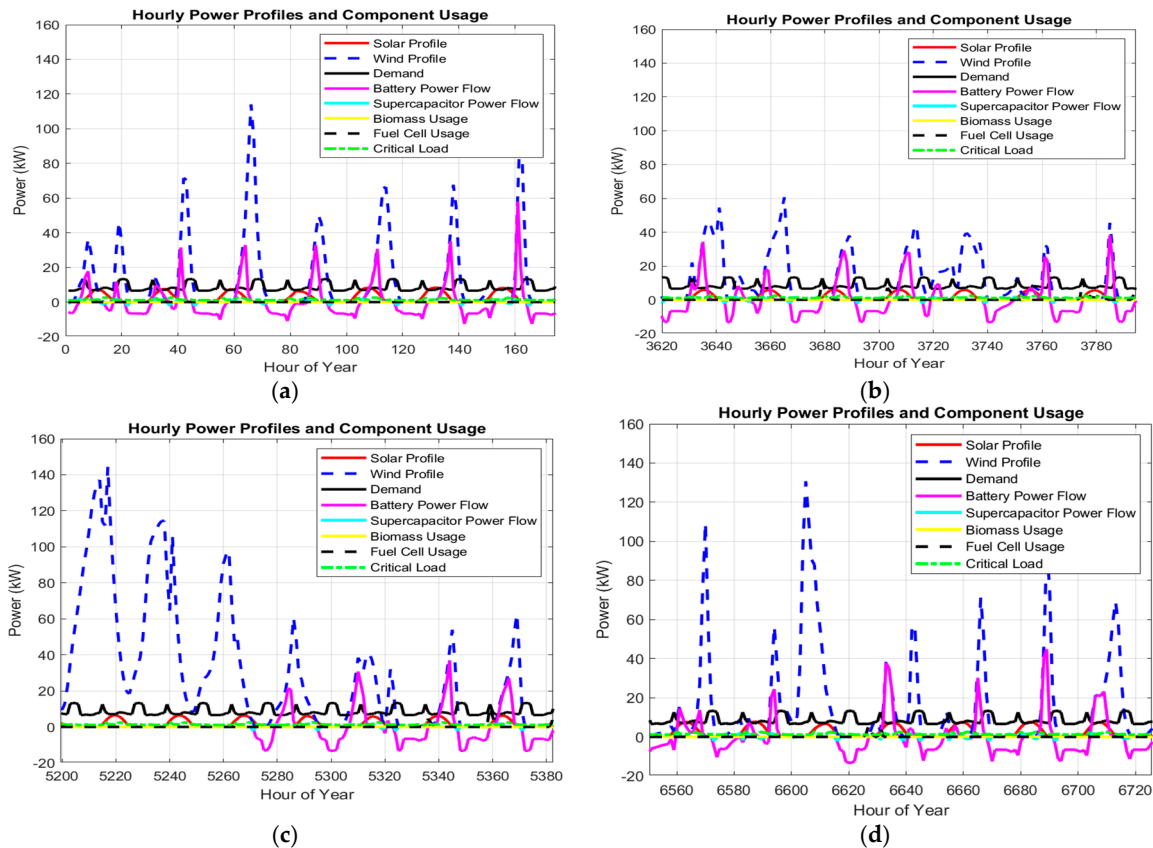 Hourly Power Profiles and Component Usage
160
140
120
100
80
60
40
20
0
-20
Power (kW)
Solar Profile
Wind Profile
Demand
Battery Power Flow
Supercapacitor Power Flow
Biomass Usage
Fuel Cell Usage
Critical Load
0 20 40 60 80 100 120 140 160
Hour of Year
(a)
Hourly Power Profiles and Component Usage
160
140
120
100
80
60
40
20
0
-20
Power (kW)
Solar Profile
Wind Profile
Demand
Battery Power Flow
Supercapacitor Power Flow
Biomass Usage
Fuel Cell Usage
Critical Load
3620 3640 3660 3680 3700 3720 3740 3760 3780
Hour of Year
(b)
Hourly Power Profiles and Component Usage
160
140
120
100
80
60
40
20
0
-20
Power (kW)
Solar Profile
Wind Profile
Demand
Battery Power Flow
Supercapacitor Power Flow
Biomass Usage
Fuel Cell Usage
Critical Load
5200 5220 5240 5260 5280 5300 5320 5340 5360 5380
Hour of Year
(c)
Hourly Power Profiles and Component Usage
160
140
120
100
80
60
40
20
0
-20
Power (kW)
Solar Profile
Wind Profile
Demand
Battery Power Flow
Supercapacitor Power Flow
Biomass Usage
Fuel Cell Usage
Critical Load
6560 6580 6600 6620 6640 6660 6680 6700 6720
Hour of Year
(d)